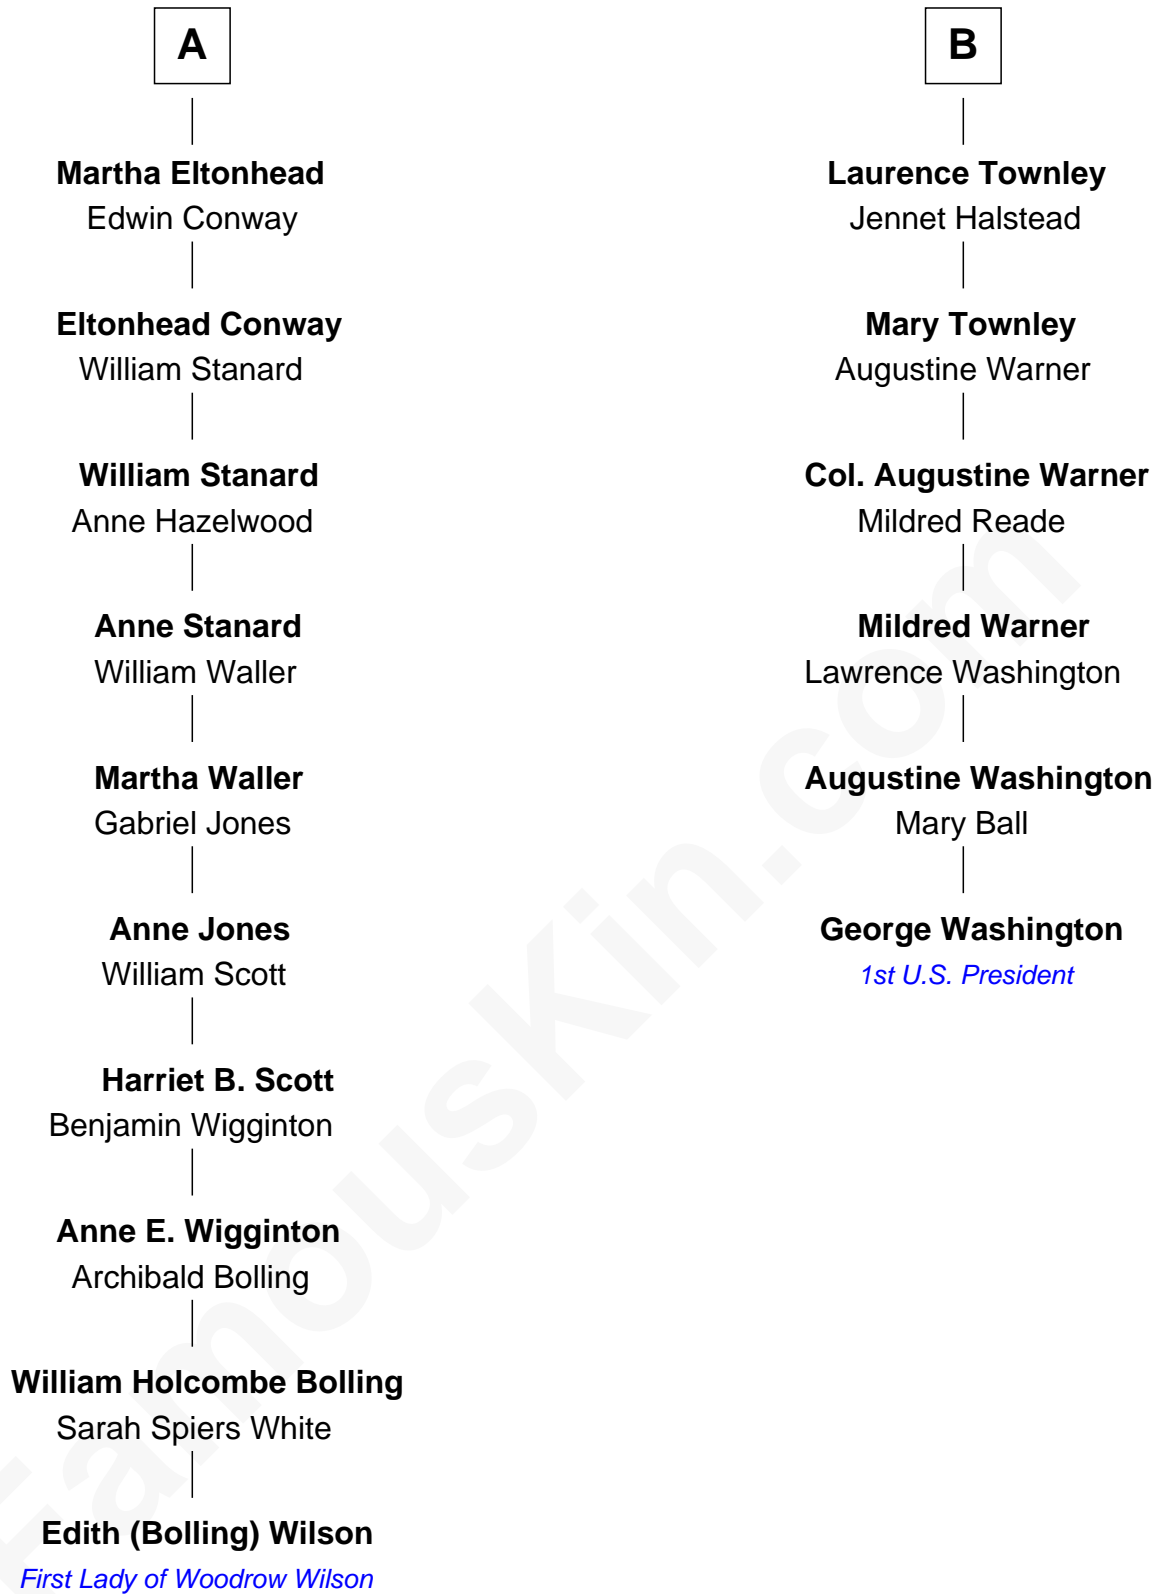 A
Martha Eltonhead
Edwin Conway
Eltonhead Conway
William Stanard
William Stanard
Anne Hazelwood
Anne Stanard
William Waller
Martha Waller
Gabriel Jones
Anne Jones
William Scott
Harriet B. Scott
Benjamin Wigginton
Anne E. Wigginton
Archibald Bolling
William Holcombe Bolling
Sarah Spiers White
Edith (Bolling) Wilson
First Lady of Woodrow Wilson
B
Laurence Townley
Jennet Halstead
Mary Townley
Augustine Warner
Col. Augustine Warner
Mildred Reade
Mildred Warner
Lawrence Washington
Augustine Washington
Mary Ball
George Washington
1st U.S. President
FamousKin.com